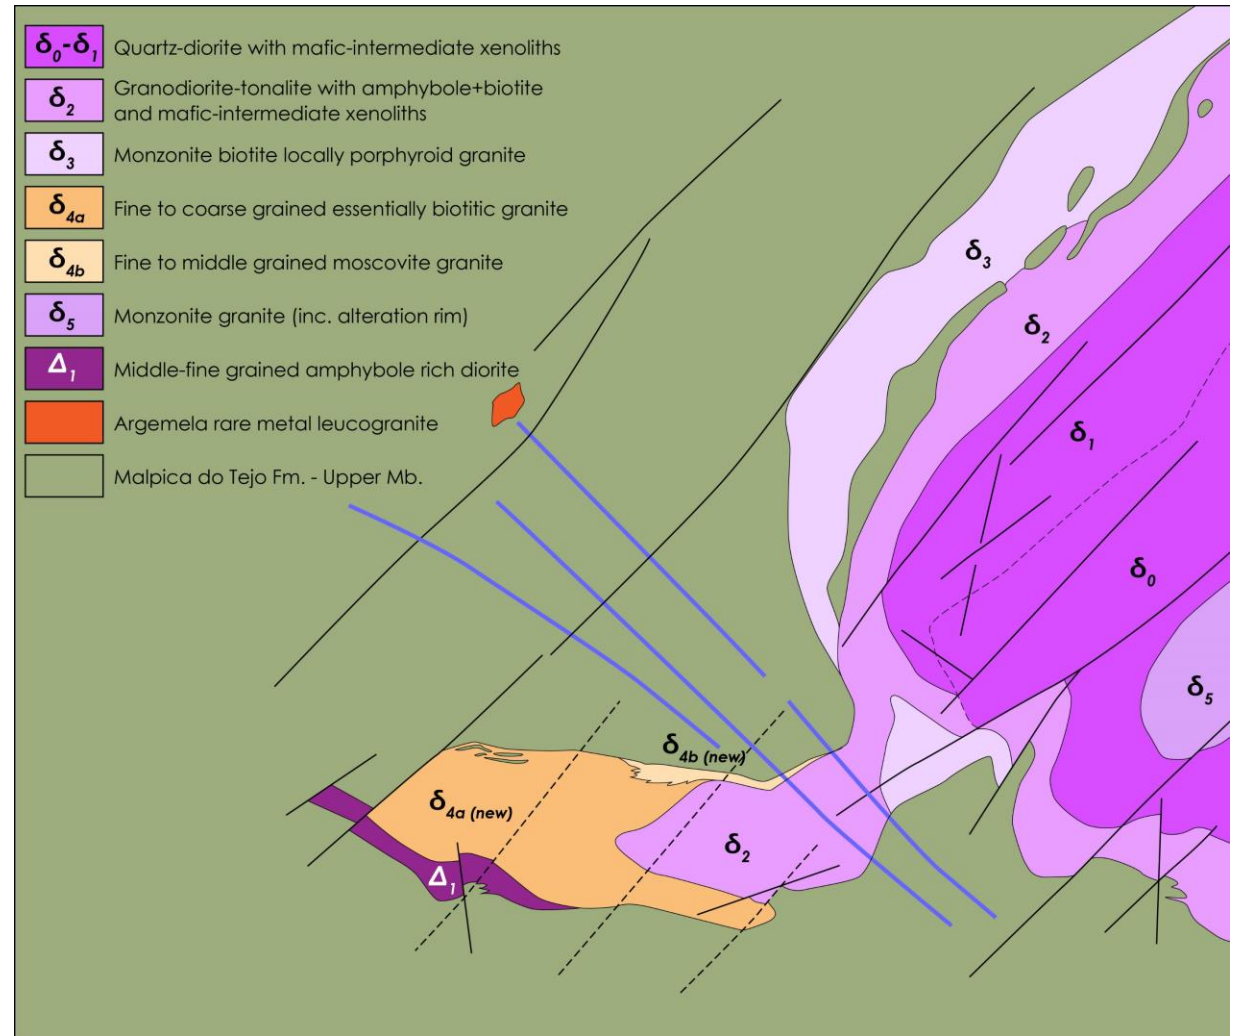 δ0-δ1 Quartz-diorite with mafic-intermediate xenoliths
δ2 Granodiorite-tonalite with amphybole+biotite
and mafic-intermediate xenoliths
δ3 Monzonite biotite locally porphyroid granite
δ4a Fine to coarse grained essentially biotitic granite
δ4b Fine to middle grained moscovite granite
δ5 Monzonite granite (inc. alteration rim)
Δ1 Middle-fine grained amphybole rich diorite
Argemela rare metal leucogranite
Malpica do Tejo Fm. - Upper Mb.
δ3
δ2
δ1
δ0
δ5
δ4b (new)
δ4a (new)
δ2
Δ1